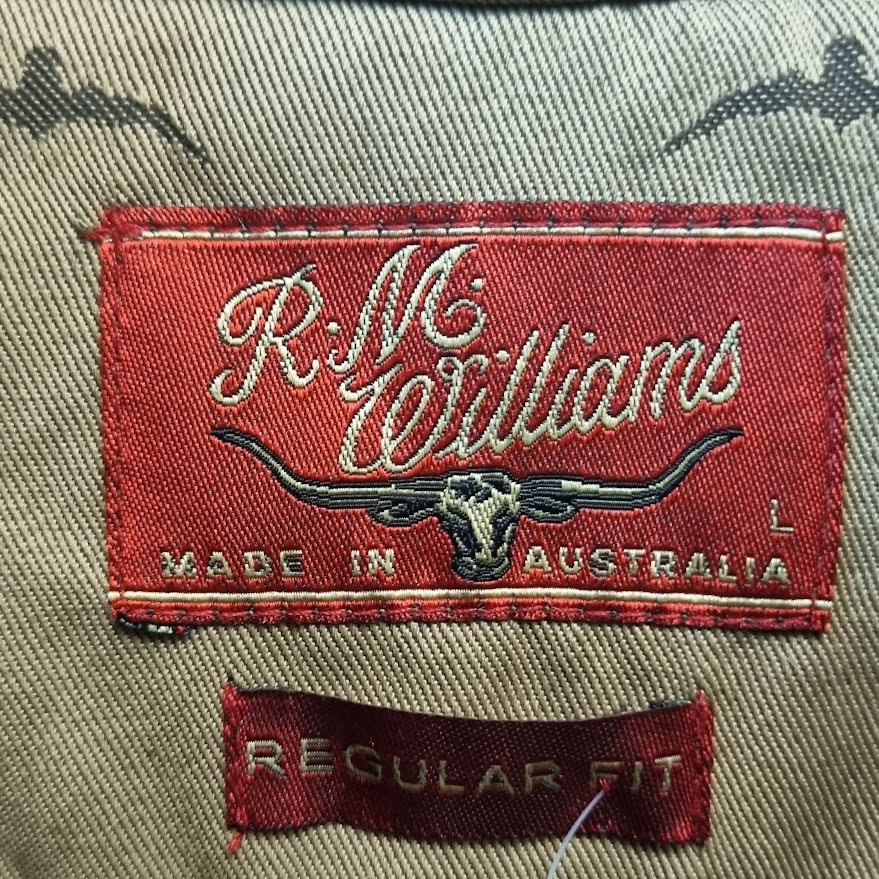 R.M.
Williams
L
MADE IN AUSTRALIA
REGULAR FIT